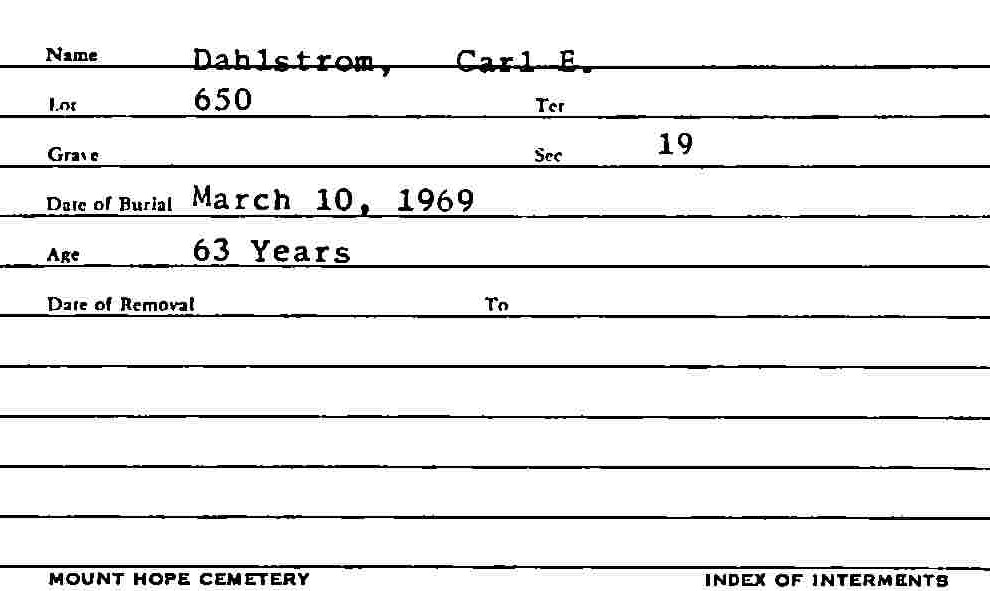 Name Dahlstrom, Carl E.
Lot 650 Ter
Grave Sec 19
Date of Burial March 10, 1969
Age 63 Years
Date of Removal To
MOUNT HOPE CEMETERY INDEX OF INTERMENTS